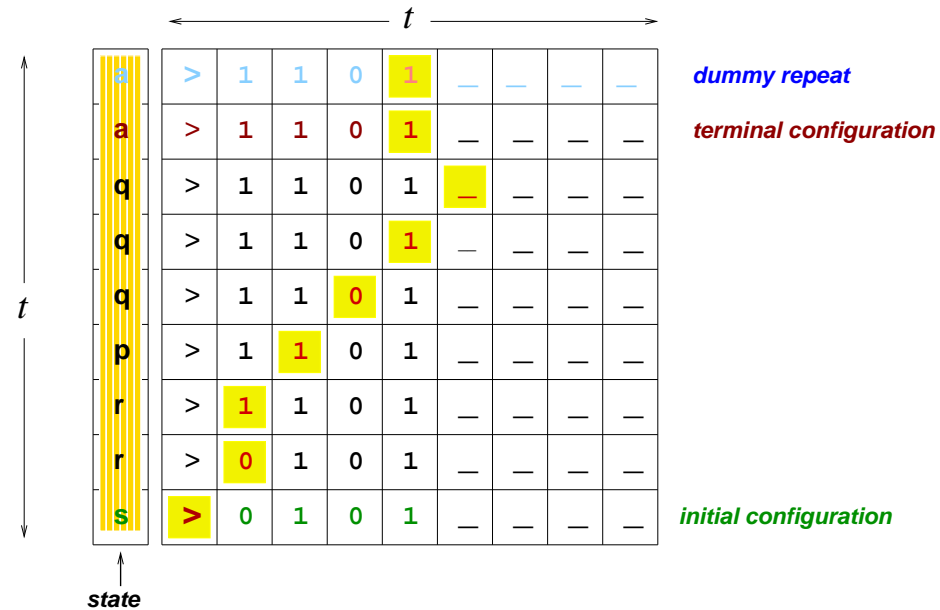 t
a > 1 1 0 1 _ _ _ _ dummy repeat
a > 1 1 0 1 _ _ _ _ terminal configuration
q > 1 1 0 1 _ _ _ _
q > 1 1 0 1 _ _ _ _
t
q > 1 1 0 1 _ _ _ _
p > 1 1 0 1 _ _ _ _
r > 1 1 0 1 _ _ _ _
r > 0 1 0 1 _ _ _ _
s > 0 1 0 1 _ _ _ _ initial configuration
state